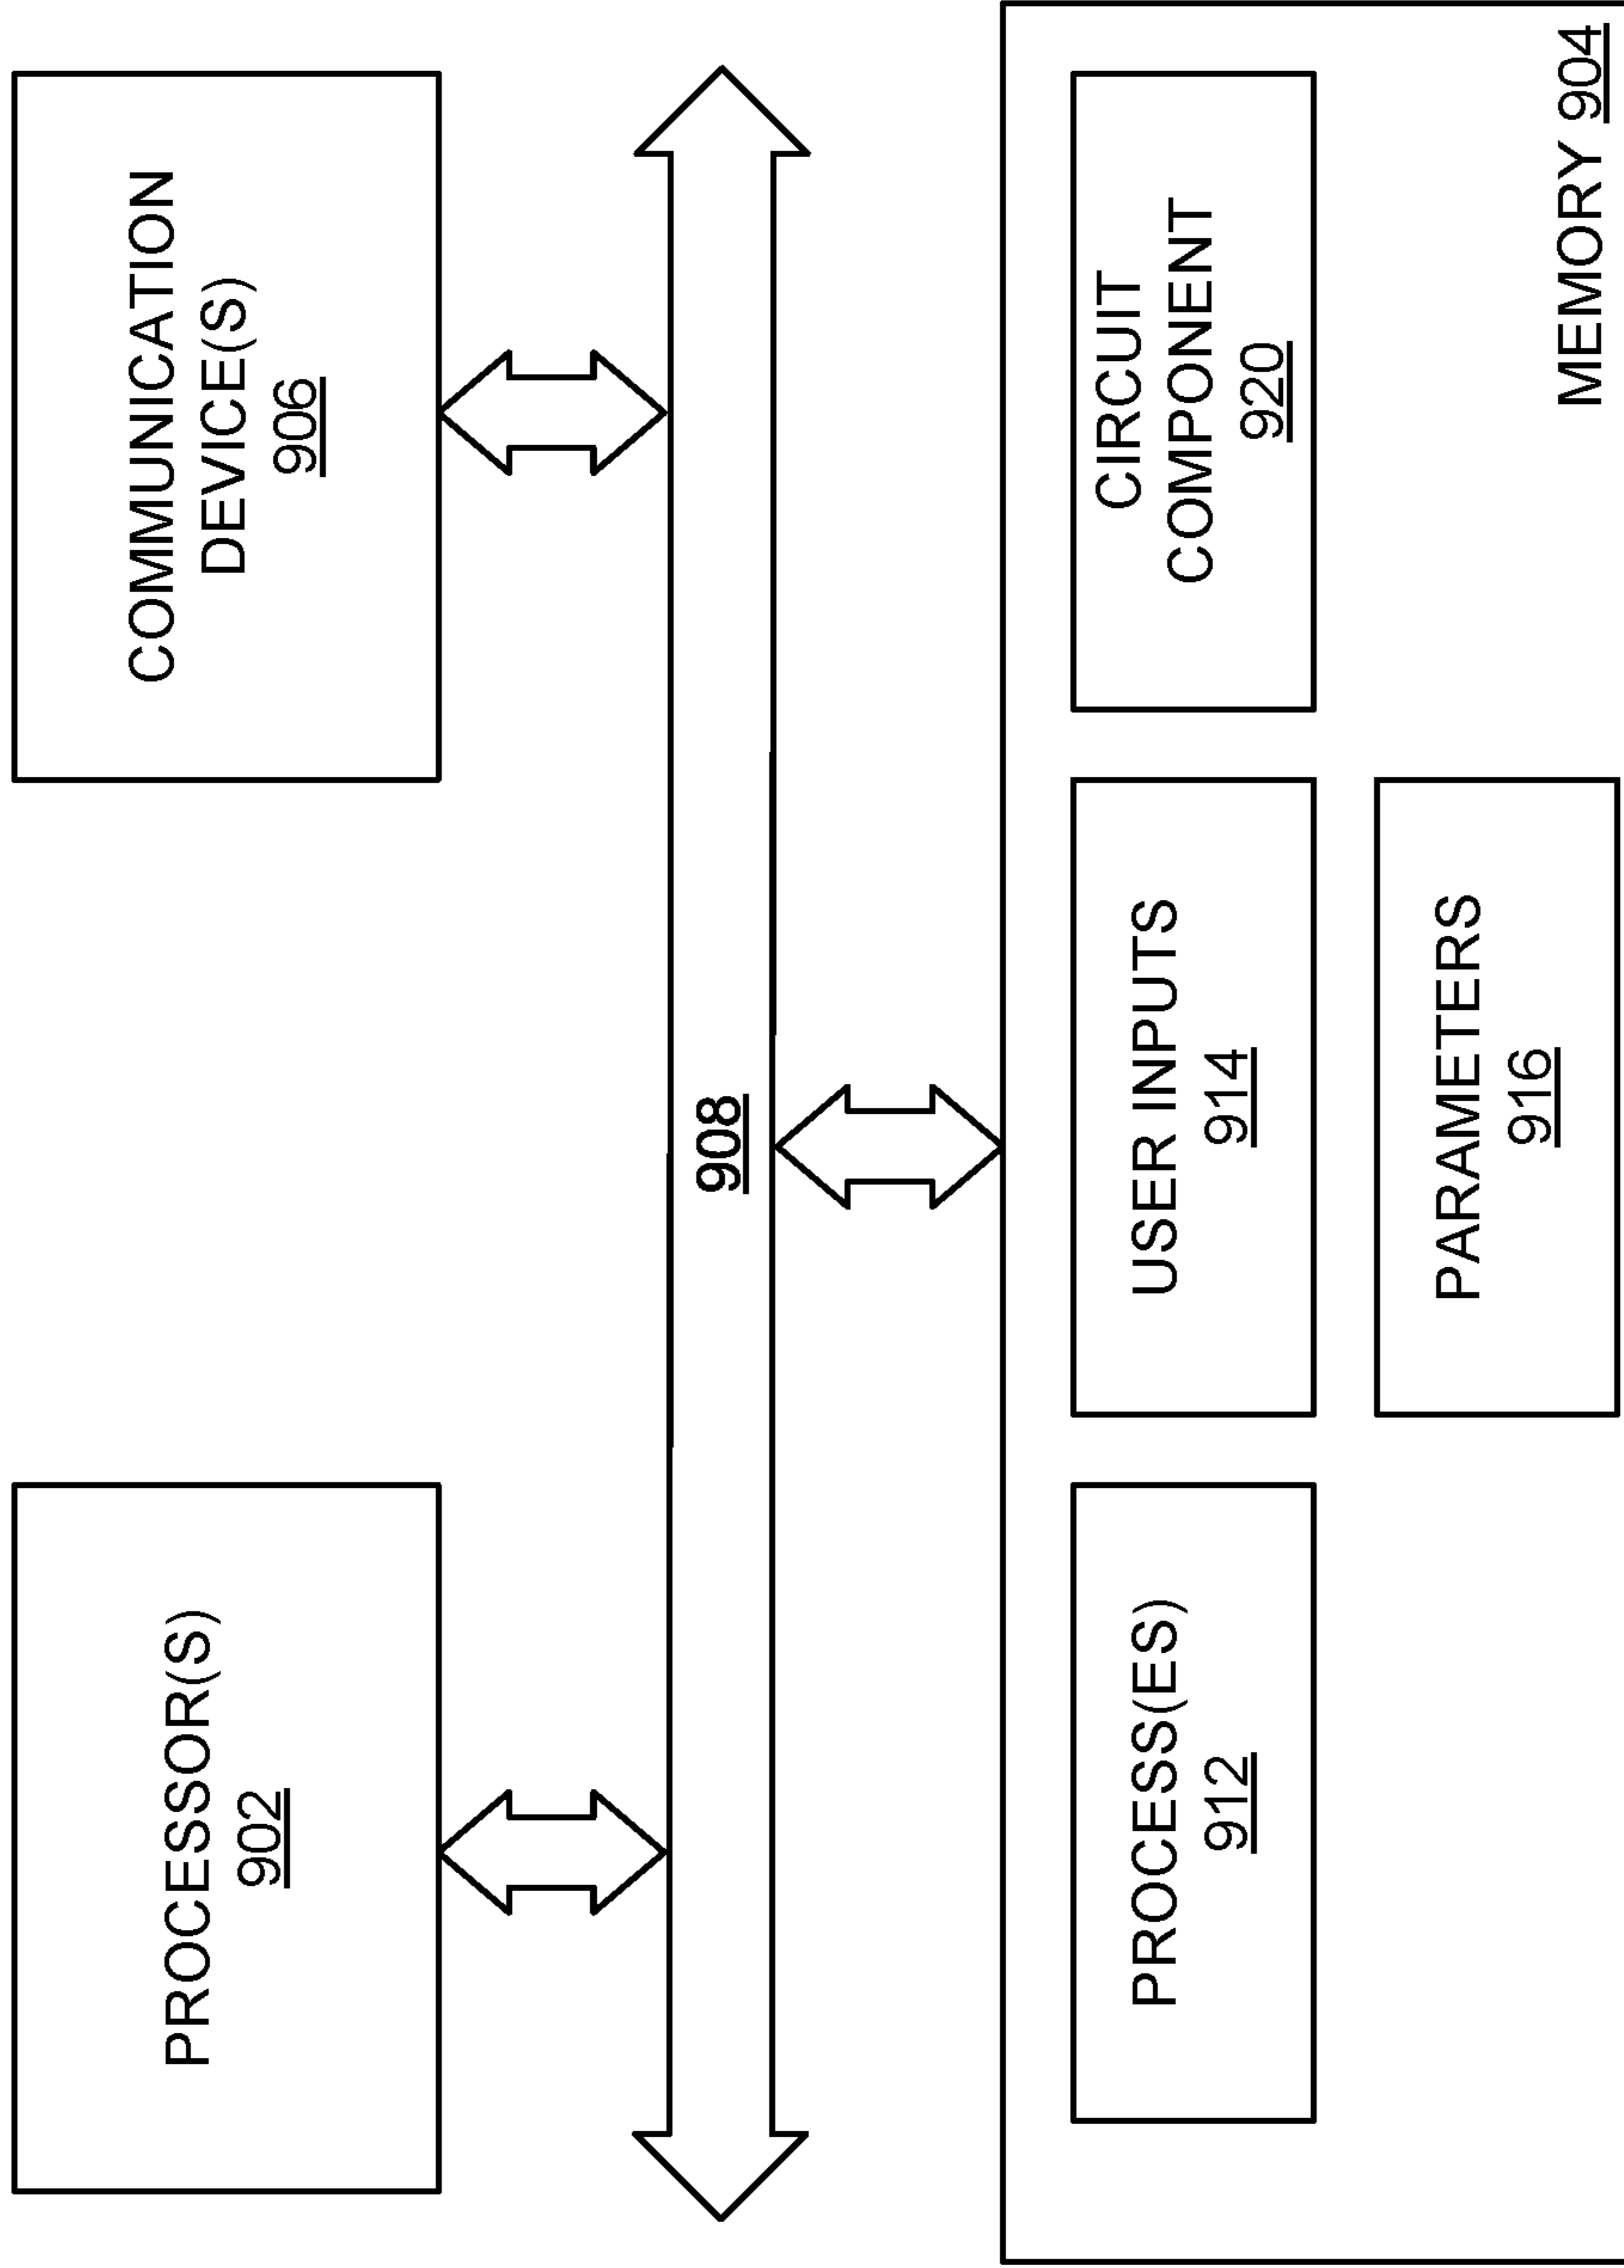 PROCESSOR(S)
902
COMMUNICATION
DEVICE(S)
906
908
PROCESS(ES)
912
USER INPUTS
914
CIRCUIT
COMPONENT
920
PARAMETERS
916
MEMORY 904